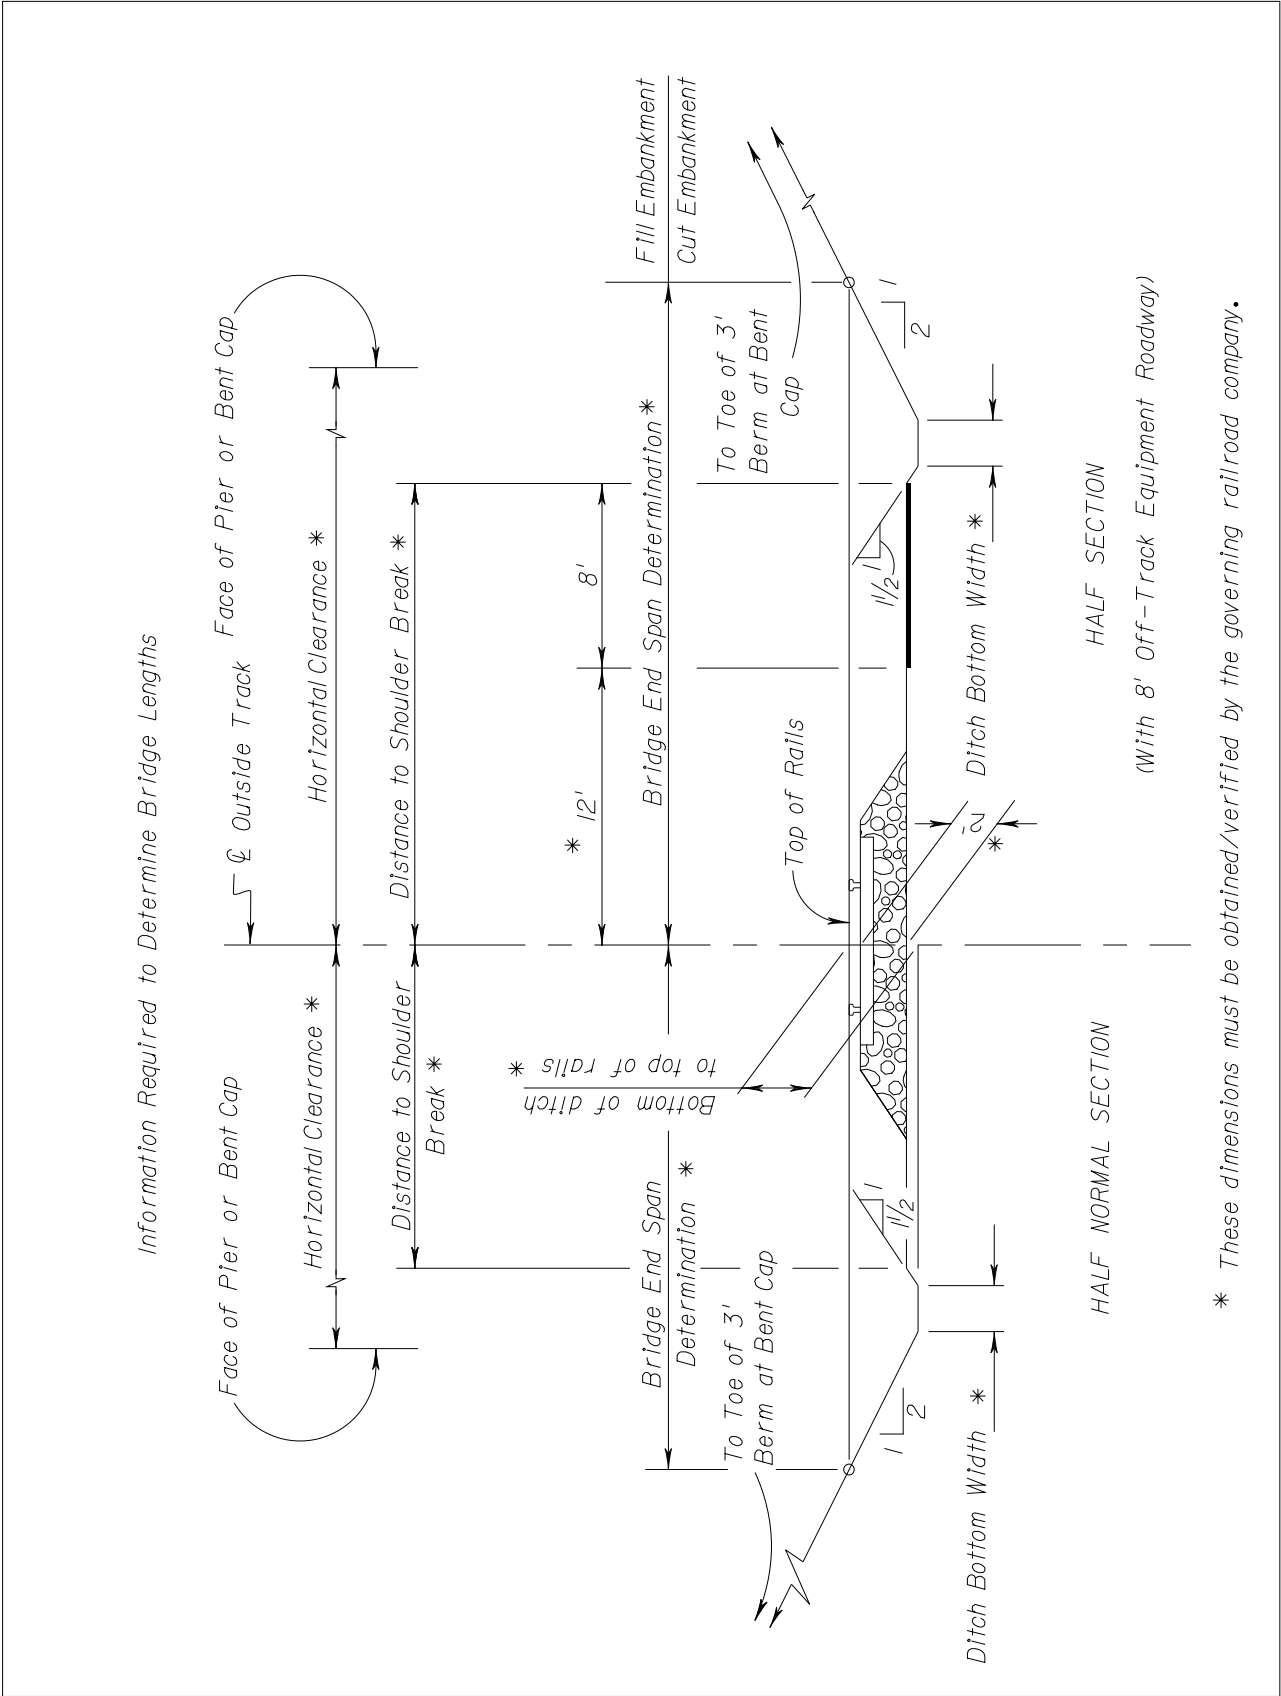 Information Required to Determine Bridge Lengths
Face of Pier or Bent Cap
℄ Outside Track
Face of Pier or Bent Cap
Horizontal Clearance *
Horizontal Clearance *
Distance to Shoulder
Break *
Distance to Shoulder Break *
* 12'
8'
Bottom of ditch
to top of rails *
Bridge End Span
Determination *
Bridge End Span Determination *
Fill Embankment
Cut Embankment
To Toe of 3'
Berm at Bent Cap
To Toe of 3'
Berm at Bent
Cap
Top of Rails
1
1½
1
1½
1
2
1
2
2'
*
Ditch Bottom Width *
Ditch Bottom Width *
HALF NORMAL SECTION
HALF SECTION
(With 8' Off-Track Equipment Roadway)
* These dimensions must be obtained/verified by the governing railroad company.